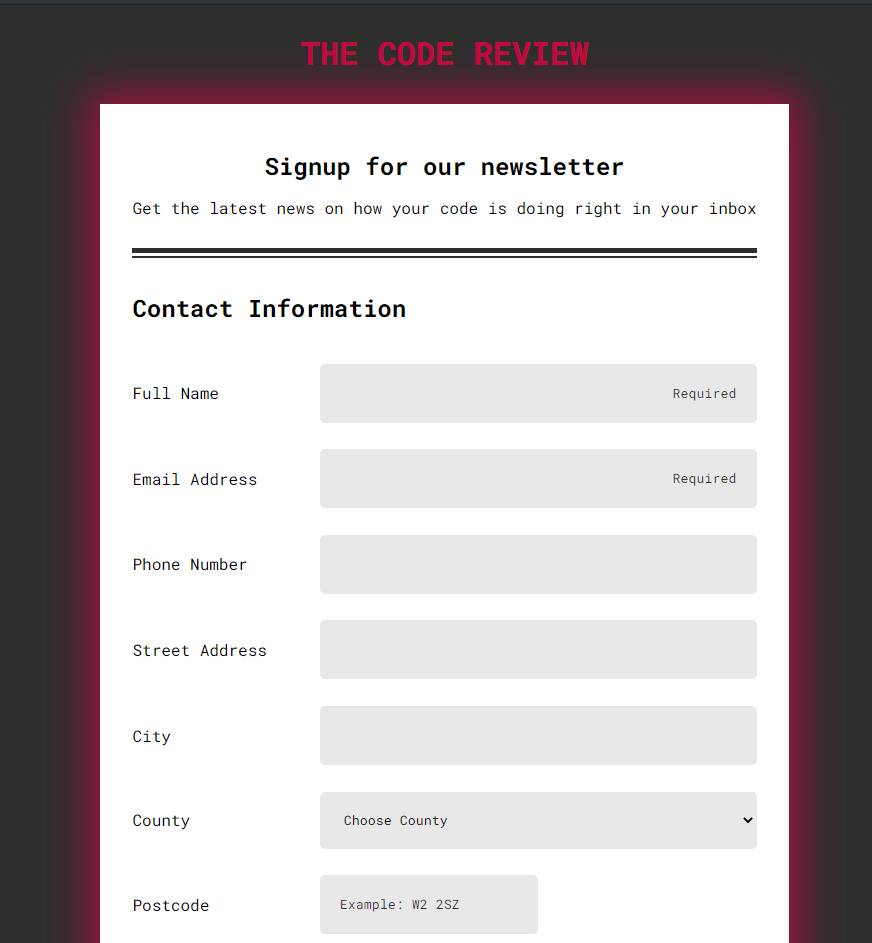 THE CODE REVIEW
Signup for our newsletter
Get the latest news on how your code is doing right in your inbox
Contact Information
Full Name Required
Email Address Required
Phone Number
Street Address
City
County Choose County
Postcode Example: W2 2SZ